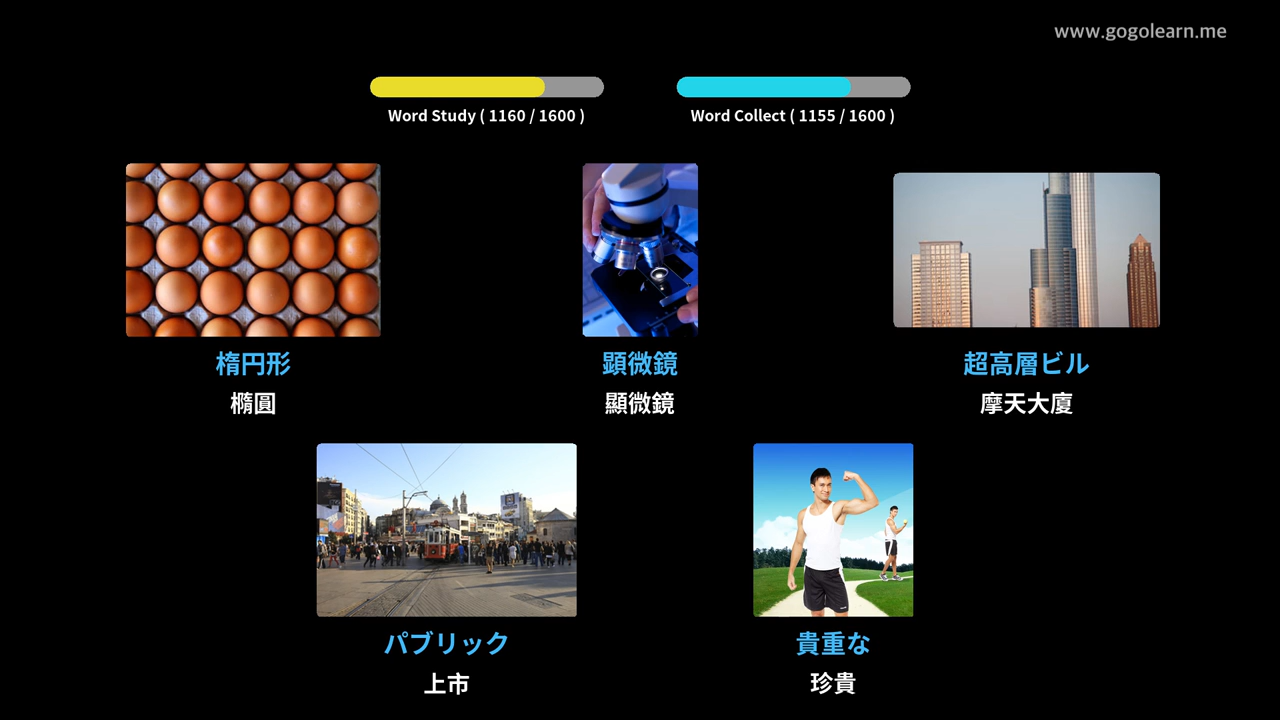 www.gogolearn.me
Word Study ( 1160 / 1600 )
Word Collect ( 1155 / 1600 )
楕円形
橢圓
顕微鏡
顯微鏡
超高層ビル
摩天大廈
パブリック
上市
貴重な
珍貴